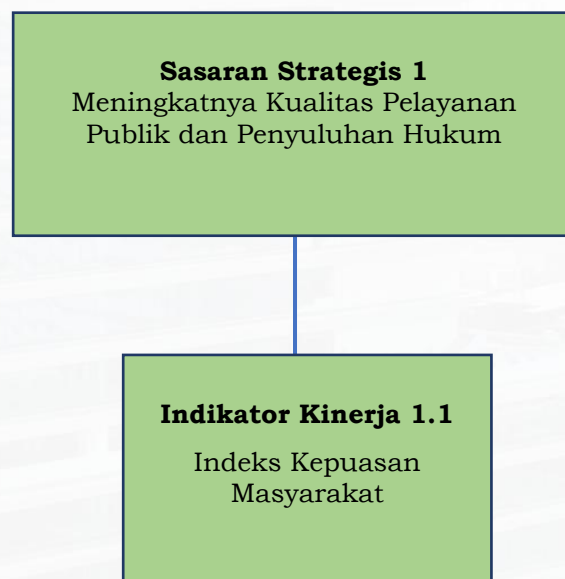 Sasaran Strategis 1
Meningkatnya Kualitas Pelayanan
Publik dan Penyuluhan Hukum
Indikator Kinerja 1.1
Indeks Kepuasan
Masyarakat